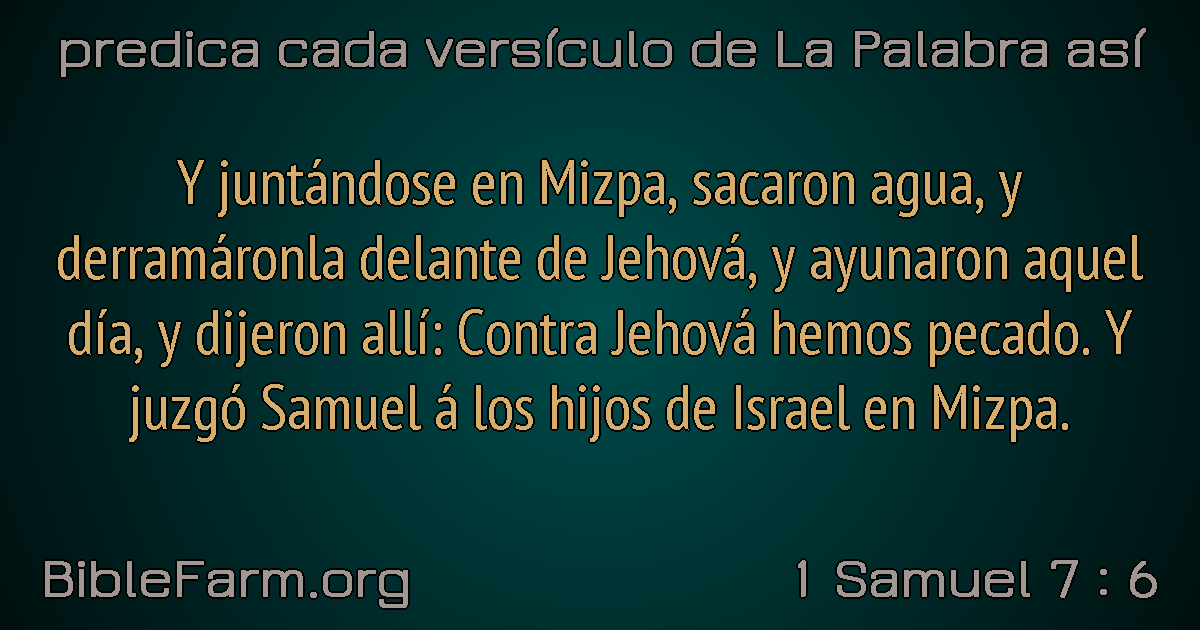 predica cada versículo de La Palabra así
Y juntándose en Mizpa, sacaron agua, y
derramáronla delante de Jehová, y ayunaron aquel
día, y dijeron allí: Contra Jehová hemos pecado. Y
juzgó Samuel á los hijos de Israel en Mizpa.
BibleFarm.org
1 Samuel 7 : 6